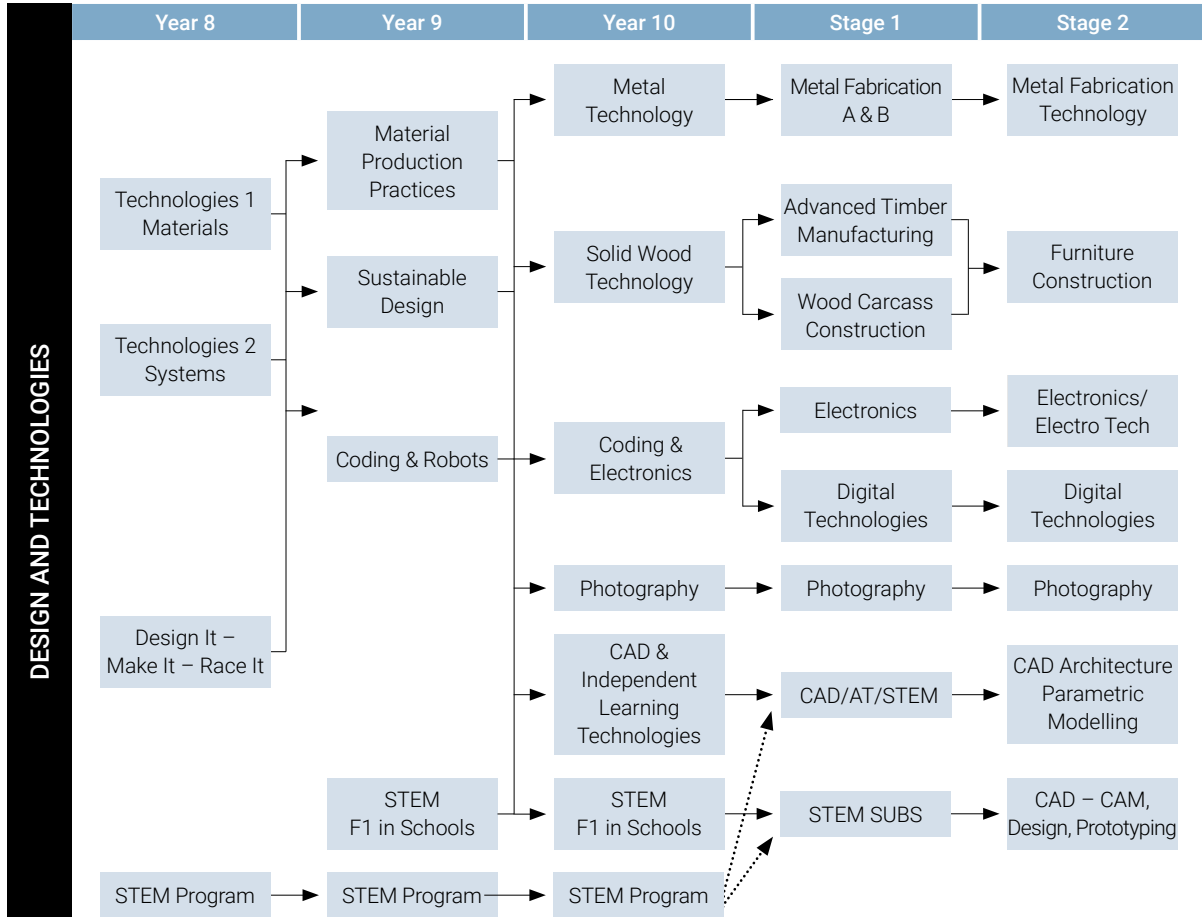 DESIGN AND TECHNOLOGIES
Year 8
Year 9
Year 10
Stage 1
Stage 2
Technologies 1
Materials
Technologies 2
Systems
Design It –
Make It – Race It
STEM Program
Material
Production
Practices
Sustainable
Design
Coding & Robots
STEM
F1 in Schools
STEM Program
Metal
Technology
Solid Wood
Technology
Coding &
Electronics
Photography
CAD &
Independent
Learning
Technologies
STEM
F1 in Schools
STEM Program
Metal Fabrication
A & B
Advanced Timber
Manufacturing
Wood Carcass
Construction
Electronics
Digital
Technologies
Photography
CAD/AT/STEM
STEM SUBS
Metal Fabrication
Technology
Furniture
Construction
Electronics/
Electro Tech
Digital
Technologies
Photography
CAD Architecture
Parametric
Modelling
CAD – CAM,
Design, Prototyping